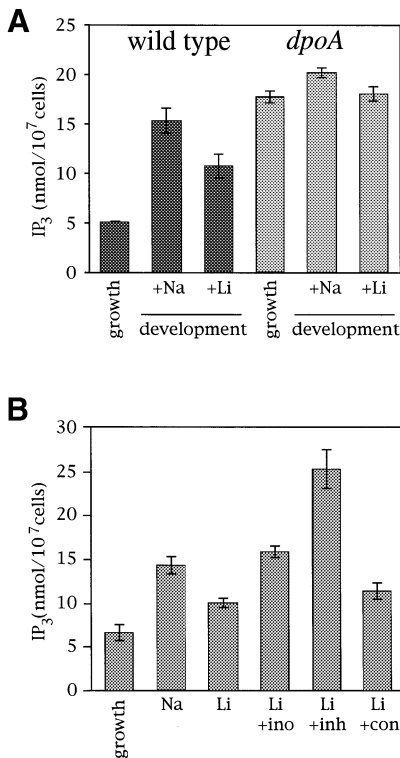 A
wild type dpoA
IP3 (nmol/10^7 cells)
25
20
15
10
5
0
growth +Na +Li growth +Na +Li
development development
B
IP3(nmol/10^7cells)
30
25
20
15
10
5
0
growth Na Li Li Li Li
+ino +inh +con